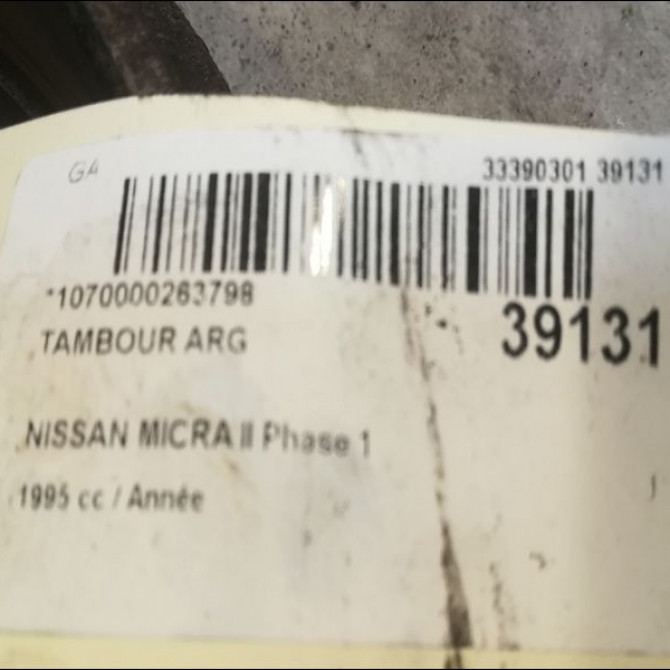 GA
33390301 39131
*1070000263798
39131
TAMBOUR ARG
NISSAN MICRA II Phase 1
1995 cc / Année